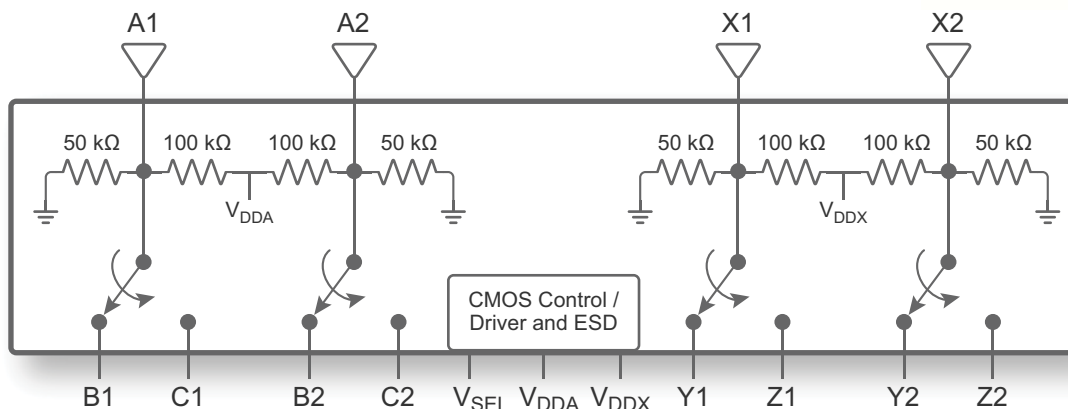 A1 A2 X1 X2
50 kΩ 100 kΩ 100 kΩ 50 kΩ 50 kΩ 100 kΩ 100 kΩ 50 kΩ
VDDA VDDX
CMOS Control /
Driver and ESD
B1 C1 B2 C2 VSEL VDDA VDDX Y1 Z1 Y2 Z2